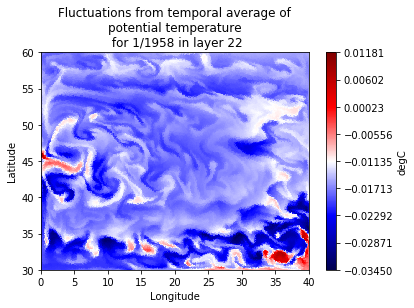 Fluctuations from temporal average of
potential temperature
for 1/1958 in layer 22
60
55
50
45
40
35
30
Latitude
0 5 10 15 20 25 30 35 40
Longitude
0.01181
0.00602
0.00023
−0.00556
−0.01135
−0.01713
−0.02292
−0.02871
−0.03450
degC